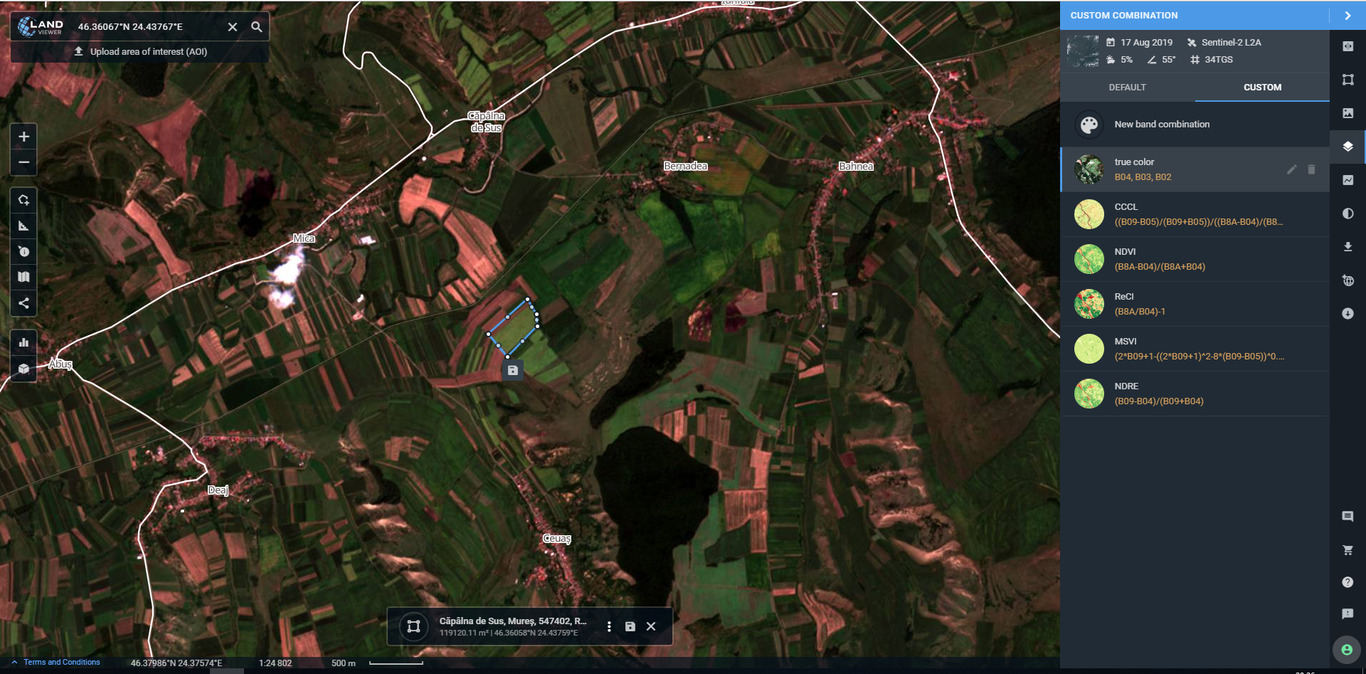 LAND
VIEWER
46.36067°N 24.43767°E
Upload area of interest (AOI)
Căpâlna
de Sus
Bernadea
Bahnea
Mica
Abuș
Deaj
Ceuaș
Căpâlna de Sus, Mureș, 547402, R...
119120.11 m² | 46.36058°N 24.43759°E
Terms and Conditions
46.37986°N 24.37574°E
1:24 802
500 m
CUSTOM COMBINATION
17 Aug 2019
Sentinel-2 L2A
5%
55°
34TGS
DEFAULT
CUSTOM
New band combination
true color
B04, B03, B02
CCCL
((B09-B05)/(B09+B05))/((B8A-B04)/(B8...
NDVI
(B8A-B04)/(B8A+B04)
ReCI
(B8A/B04)-1
MSVI
(2*B09+1-((2*B09+1)^2-8*(B09-B05))^0....
NDRE
(B09-B04)/(B09+B04)